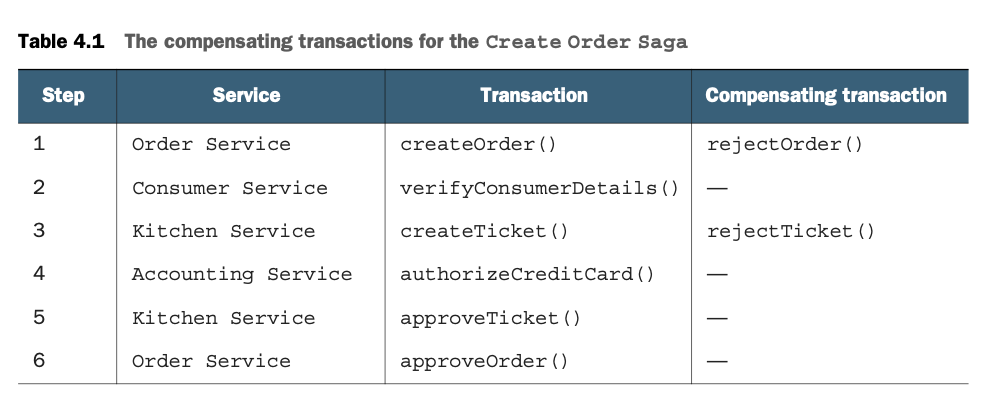 Table 4.1 The compensating transactions for the Create Order Saga
Step Service Transaction Compensating transaction
1 Order Service createOrder() rejectOrder()
2 Consumer Service verifyConsumerDetails() —
3 Kitchen Service createTicket() rejectTicket()
4 Accounting Service authorizeCreditCard() —
5 Kitchen Service approveTicket() —
6 Order Service approveOrder() —